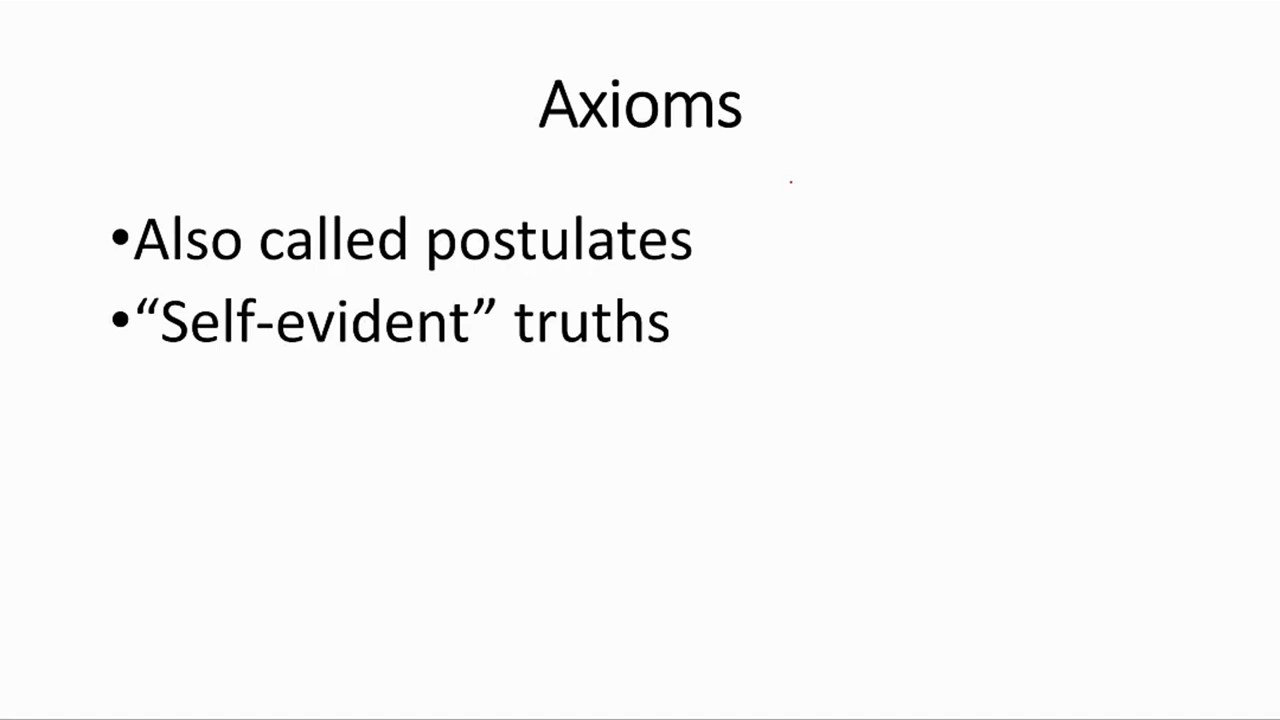 Axioms
•Also called postulates
•“Self-evident” truths